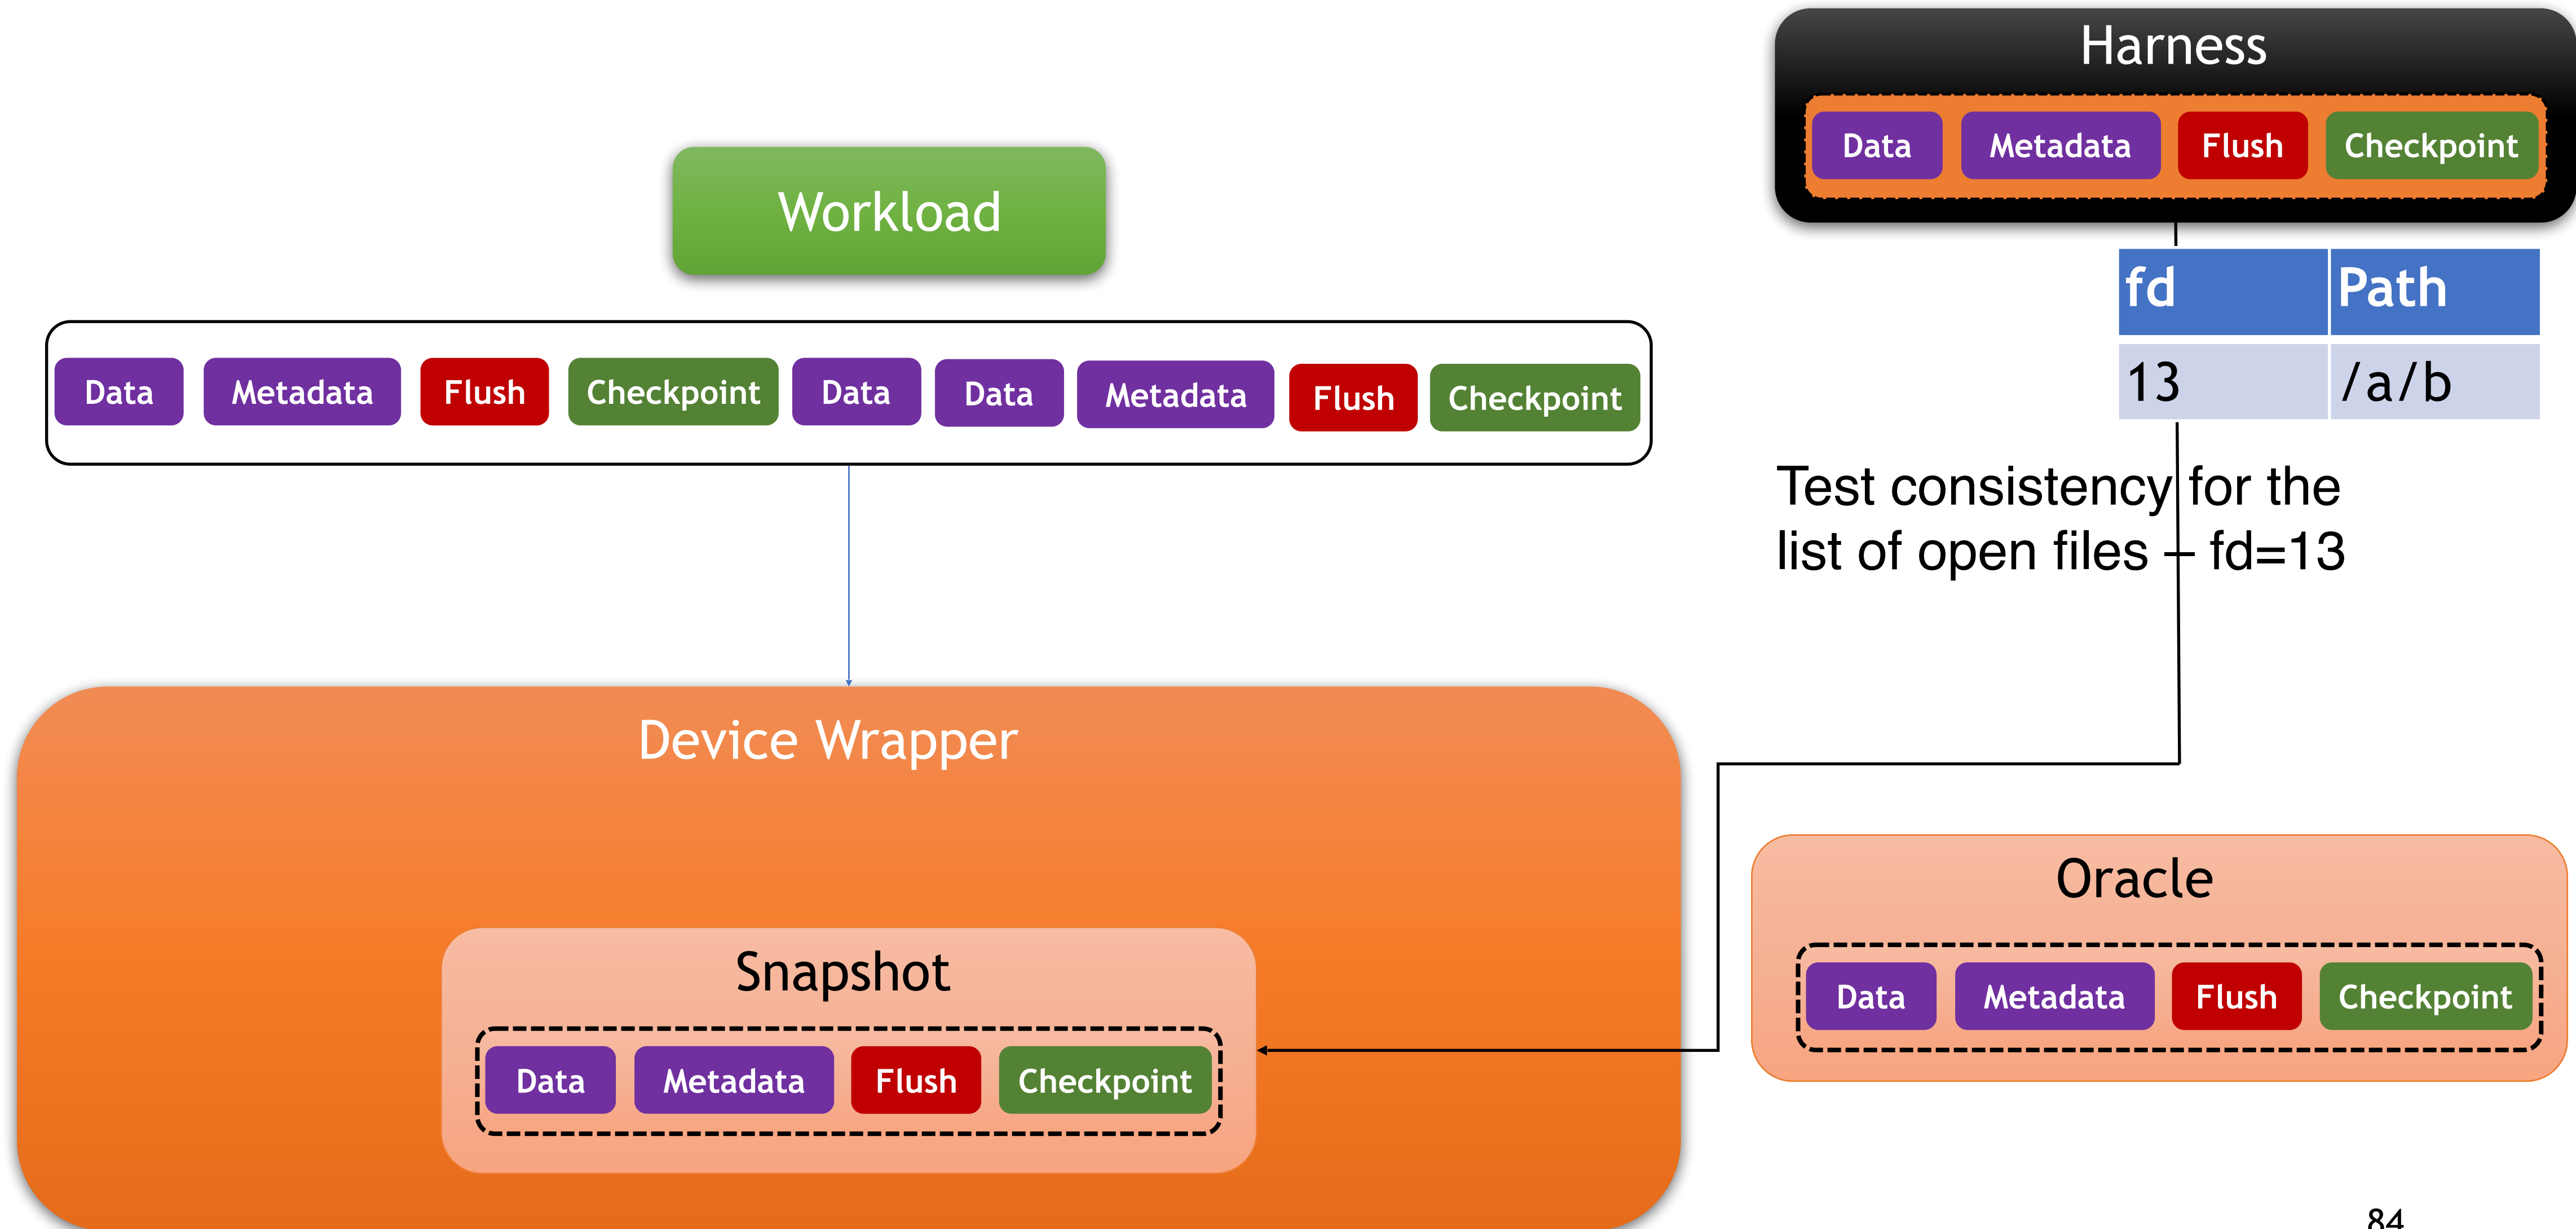 Harness
Data Metadata Flush Checkpoint
Workload
fd Path
13 /a/b
Data Metadata Flush Checkpoint Data Data Metadata Flush Checkpoint
Test consistency for the
list of open files – fd=13
Device Wrapper
Oracle
Data Metadata Flush Checkpoint
Snapshot
Data Metadata Flush Checkpoint
84